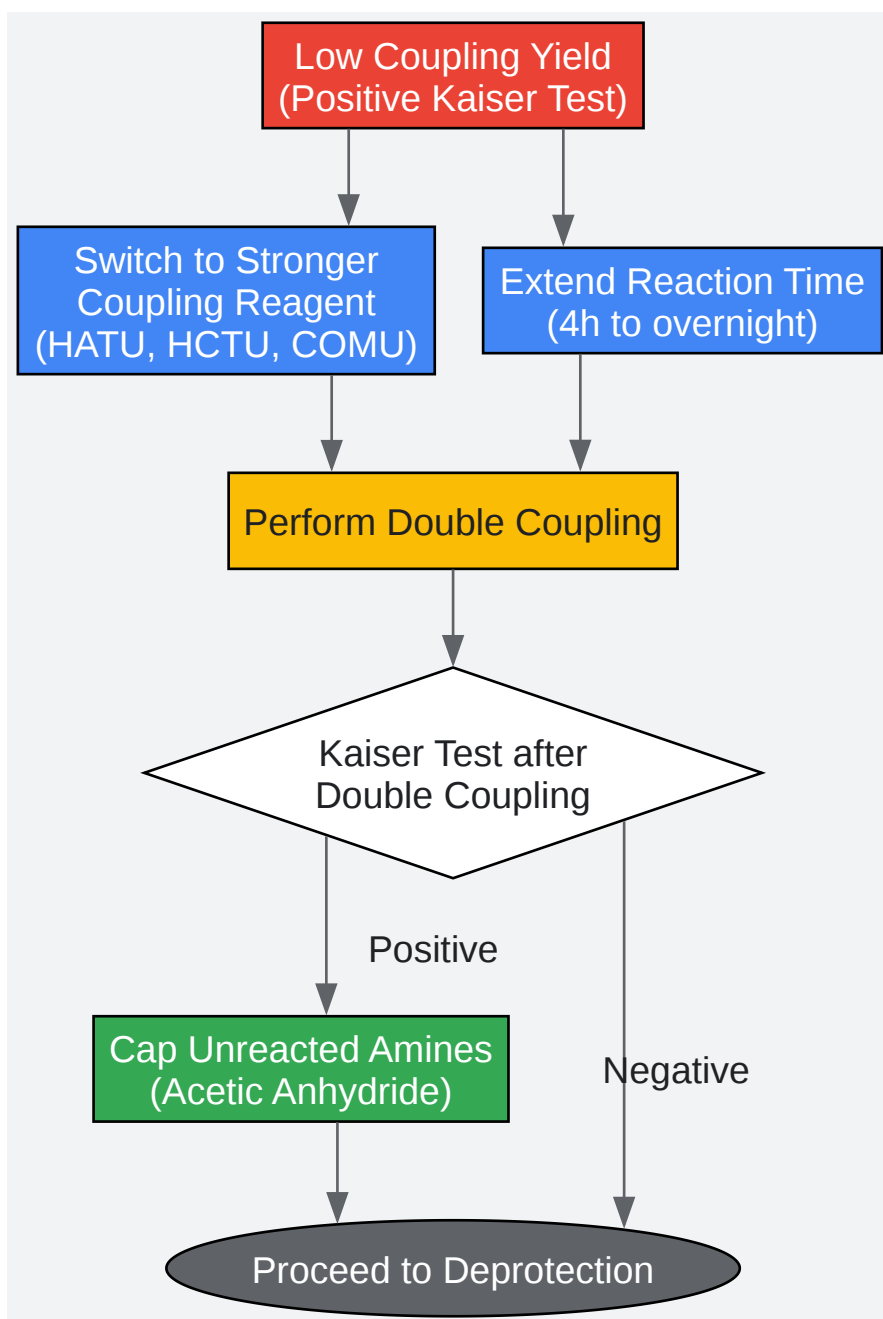 Low Coupling Yield
(Positive Kaiser Test)
Switch to Stronger
Coupling Reagent
(HATU, HCTU, COMU)
Extend Reaction Time
(4h to overnight)
Perform Double Coupling
Kaiser Test after
Double Coupling
Positive
Cap Unreacted Amines
(Acetic Anhydride)
Negative
Proceed to Deprotection